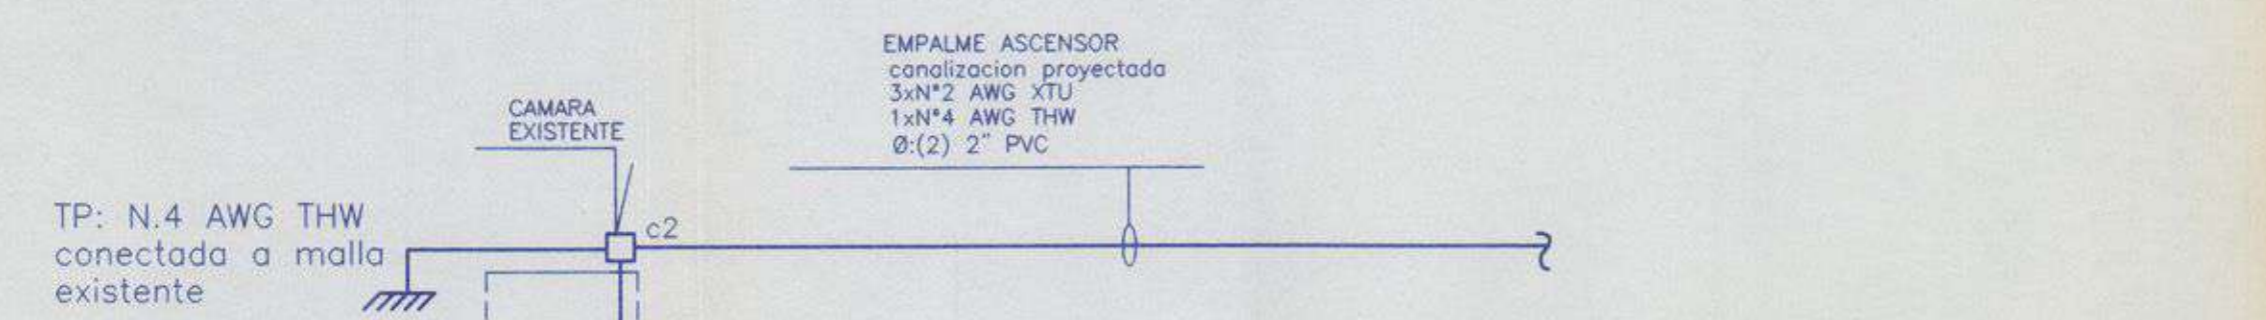 EMPALME ASCENSOR
canalizacion proyectada
3xN°2 AWG XTU
1xN°4 AWG THW
Ø:(2) 2" PVC
CAMARA
EXISTENTE
TP: N.4 AWG THW
conectada a malla
existente
c2